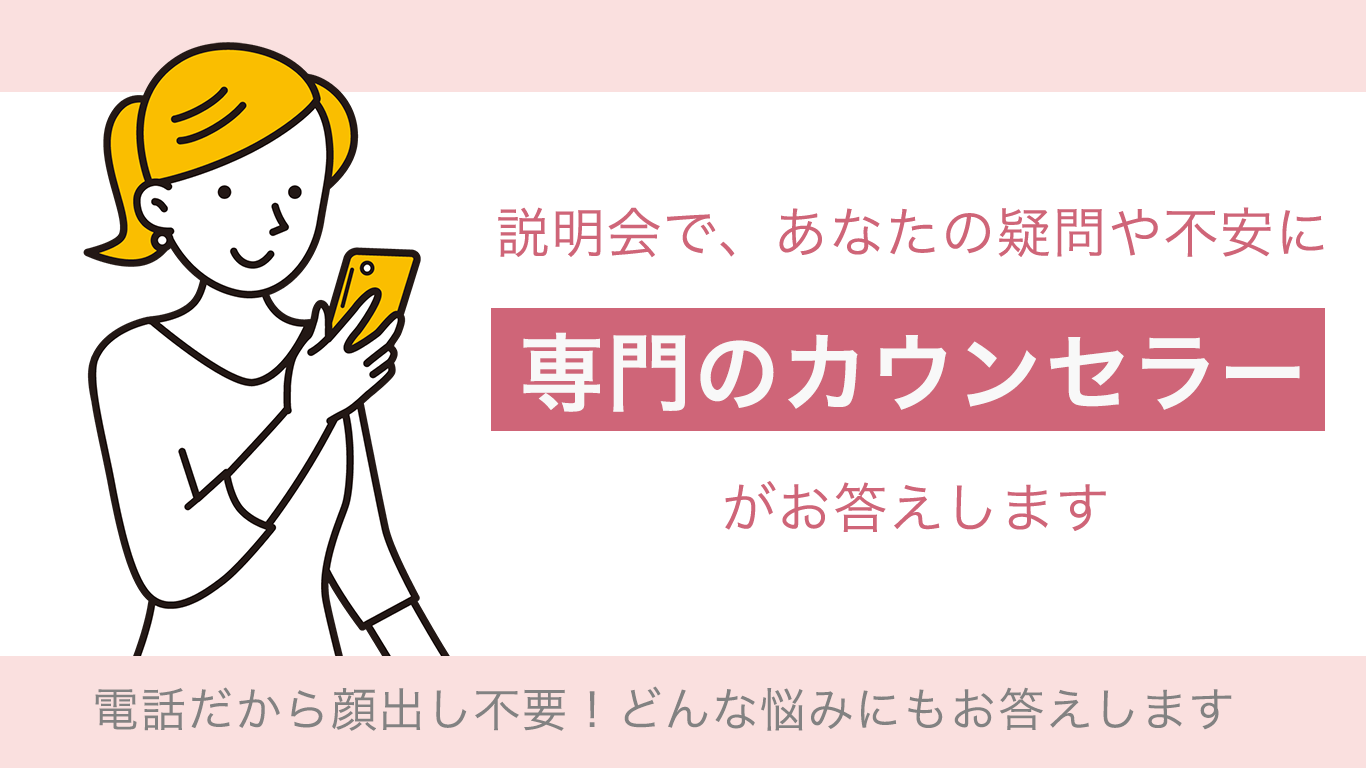 説明会で、あなたの疑問や不安に
専門のカウンセラー
がお答えします
電話だから顔出し不要！どんな悩みにもお答えします